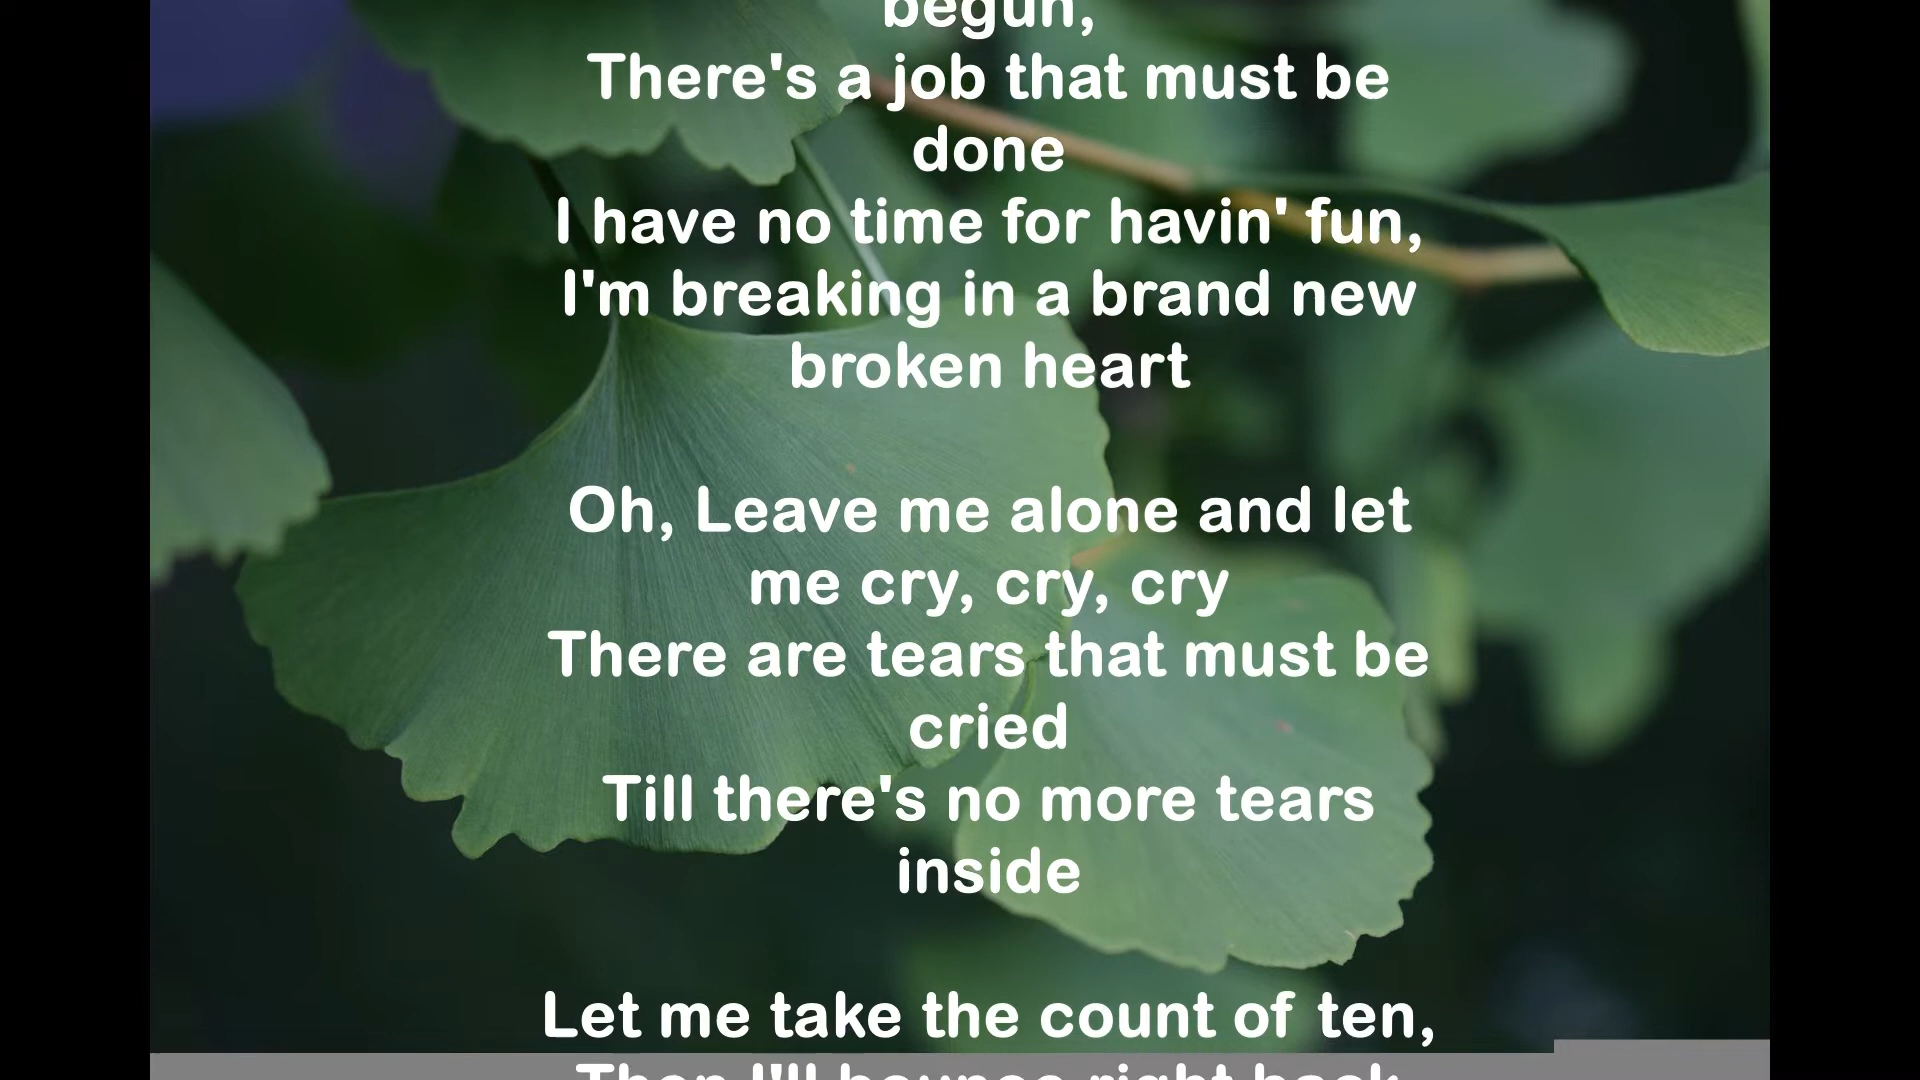 begun,
There's a job that must be
done
I have no time for havin' fun,
I'm breaking in a brand new
broken heart
Oh, Leave me alone and let
me cry, cry, cry
There are tears that must be
cried
Till there's no more tears
inside
Let me take the count of ten,
Then I'll bounce right back